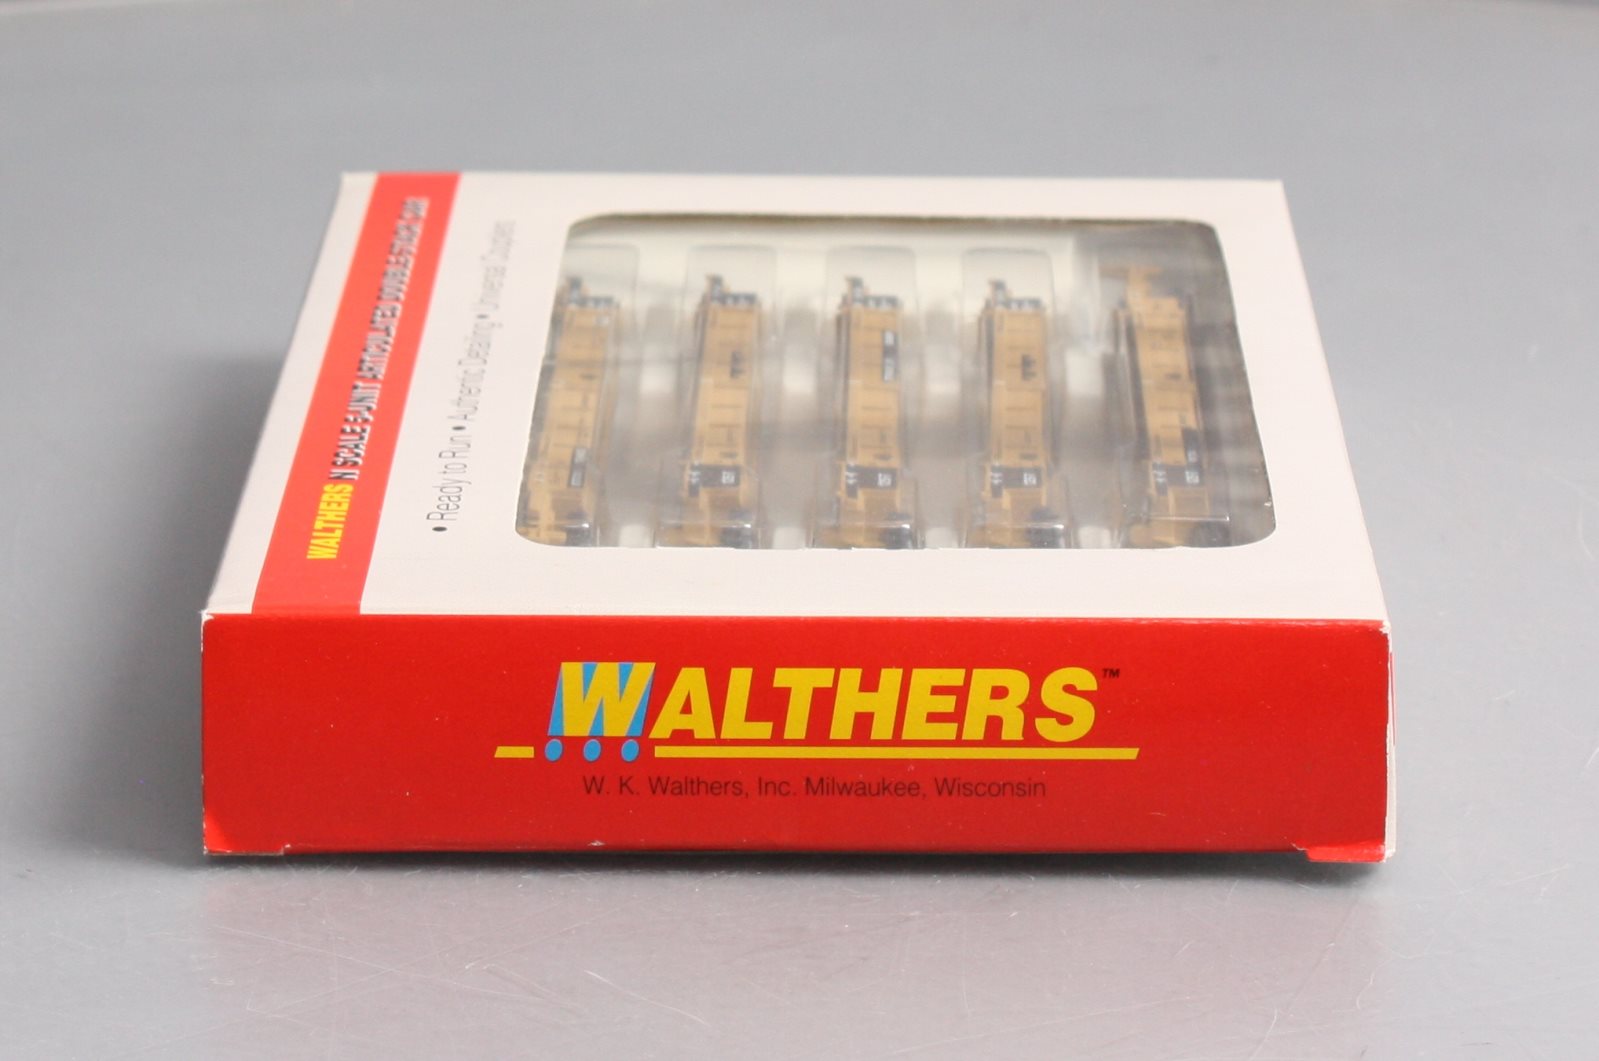 WALTHERS N SCALE 5-UNIT ARTICULATED DOUBLE STACK CAR
• Ready to Run • Authentic Detailing • Universal Couplers
WALTHERS™
W. K. Walthers, Inc. Milwaukee, Wisconsin